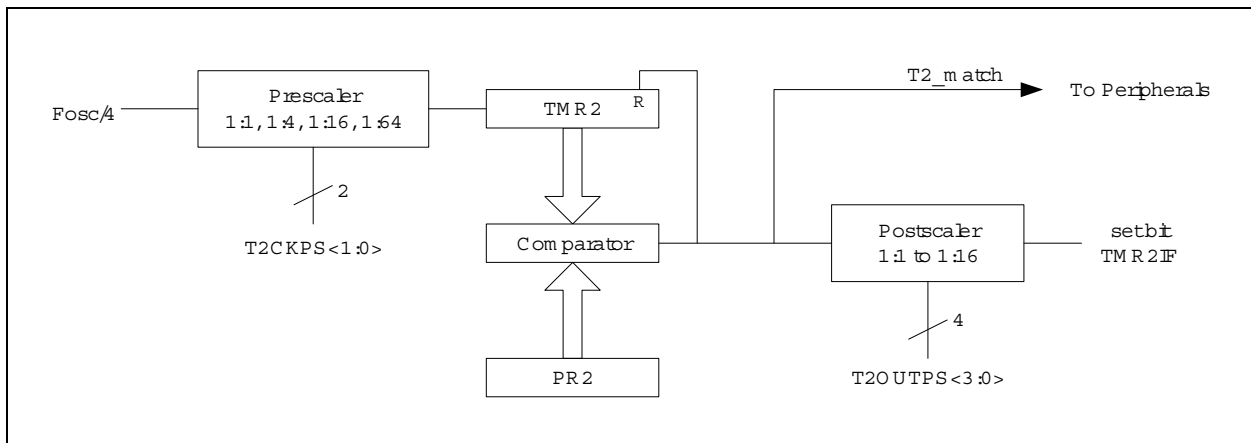 T2_match
To Peripherals
Fosc/4
Prescaler
1:1, 1:4, 1:16, 1:64
TMR2
R
2
T2CKPS<1:0>
Comparator
Postscaler
1:1 to 1:16
set bit
TMR2IF
4
PR2
T2OUTPS<3:0>